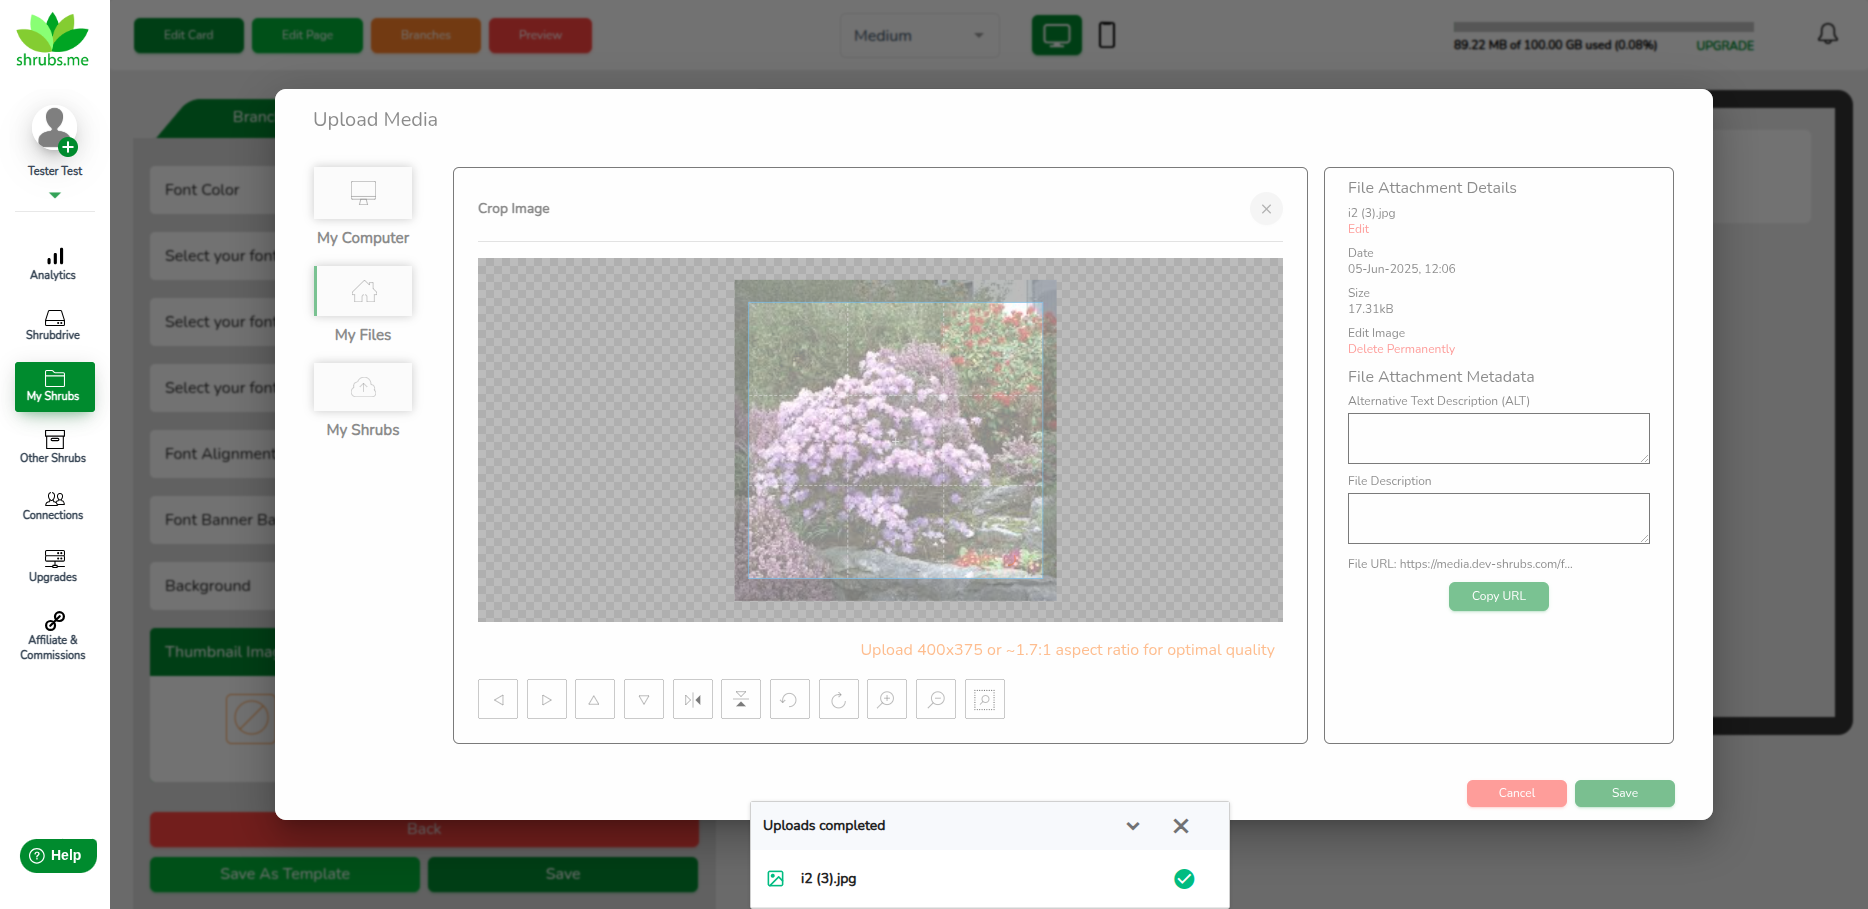 shrubs.me
Edit Card
Edit Page
Branches
Preview
Medium
89.22 MB of 100.00 GB used (0.08%)
UPGRADE
Tester Test
Analytics
Shrubdrive
My Shrubs
Other Shrubs
Connections
Upgrades
Affiliate &
Commissions
Help
Font Color
Select your font
Select your font
Select your font
Font Alignment
Font Banner Ba
Background
Thumbnail Imag
Back
Save As Template
Save
Upload Media
My Computer
My Files
My Shrubs
Crop Image
Upload 400x375 or ~1.7:1 aspect ratio for optimal quality
File Attachment Details
i2 (3).jpg
Edit
Date
05-Jun-2025, 12:06
Size
17.31kB
Edit Image
Delete Permanently
File Attachment Metadata
Alternative Text Description (ALT)
File Description
File URL: https://media.dev-shrubs.com/f...
Copy URL
Cancel
Save
Uploads completed
i2 (3).jpg